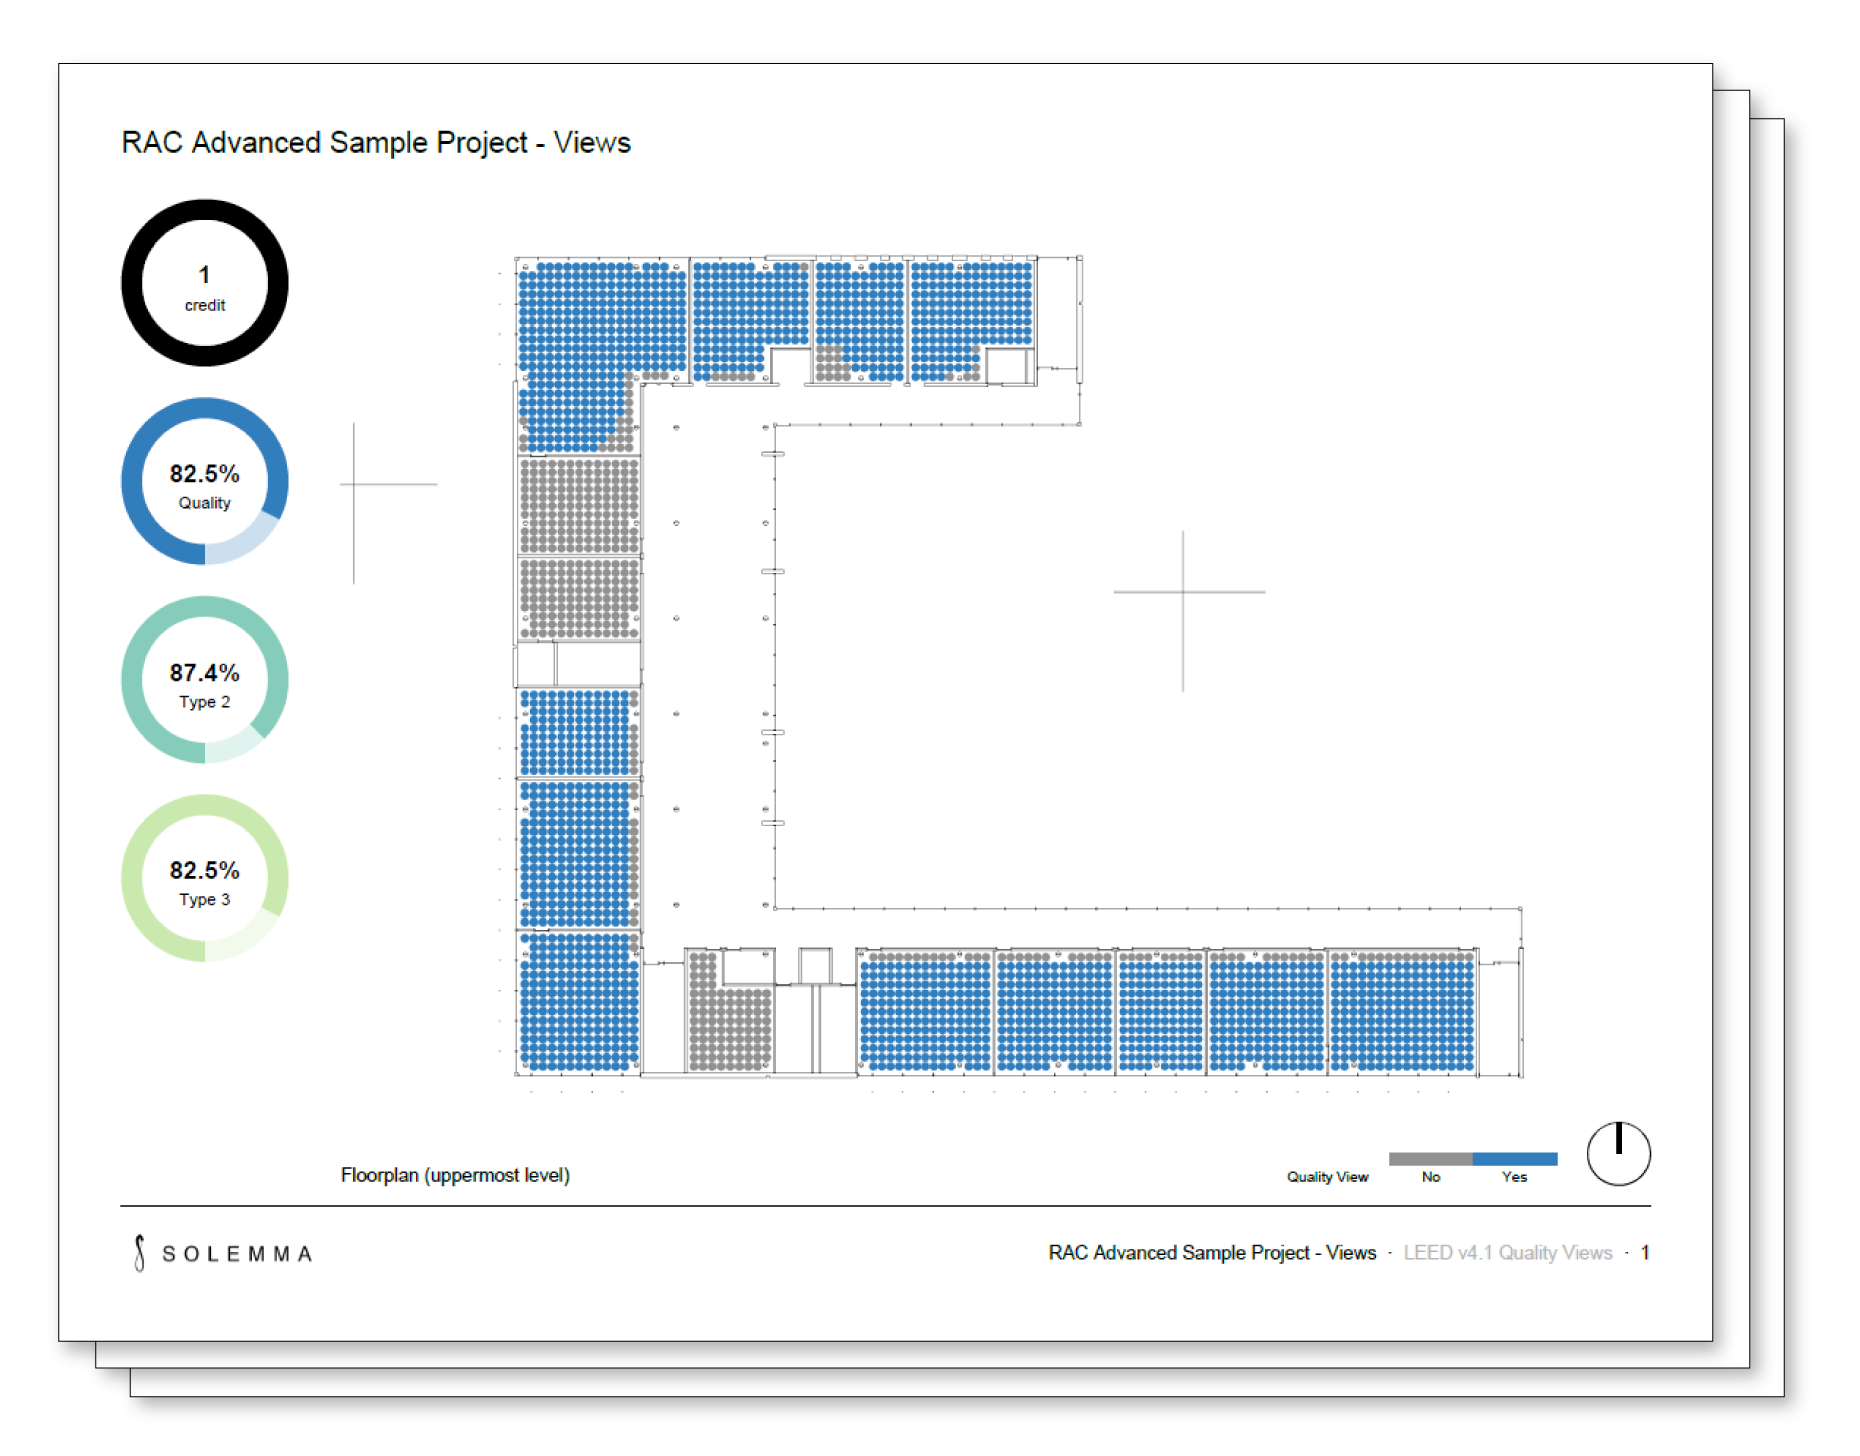 RAC Advanced Sample Project - Views
1
credit
82.5%
Quality
87.4%
Type 2
82.5%
Type 3
Floorplan (uppermost level)
Quality View
No
Yes
SOLEMMA
RAC Advanced Sample Project - Views · LEED v4.1 Quality Views · 1